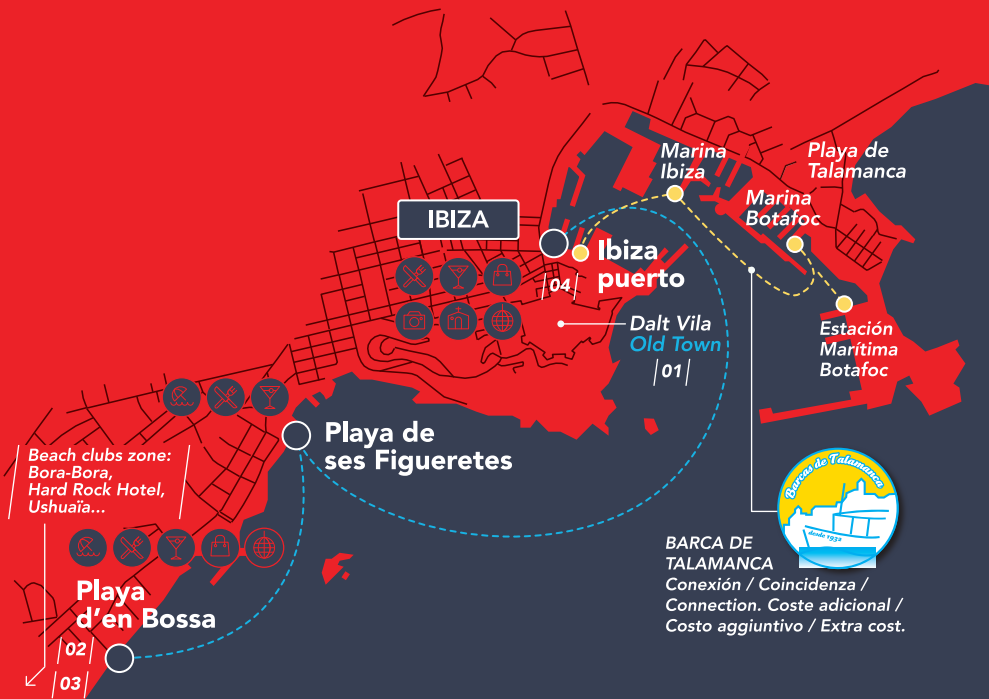 Marina
Ibiza
Playa de
Talamanca
Marina
Botafoc
IBIZA
Ibiza
puerto
/04/
Dalt Vila
Old Town
/01/
Estación
Marítima
Botafoc
Playa de
ses Figueretes
Beach clubs zone:
Bora-Bora,
Hard Rock Hotel,
Ushuaïa...
Playa
d'en Bossa
/02/
/03/
Barcas de Talamanca
desde 1932
BARCA DE
TALAMANCA
Conexión / Coincidenza /
Connection. Coste adicional /
Costo aggiuntivo / Extra cost.